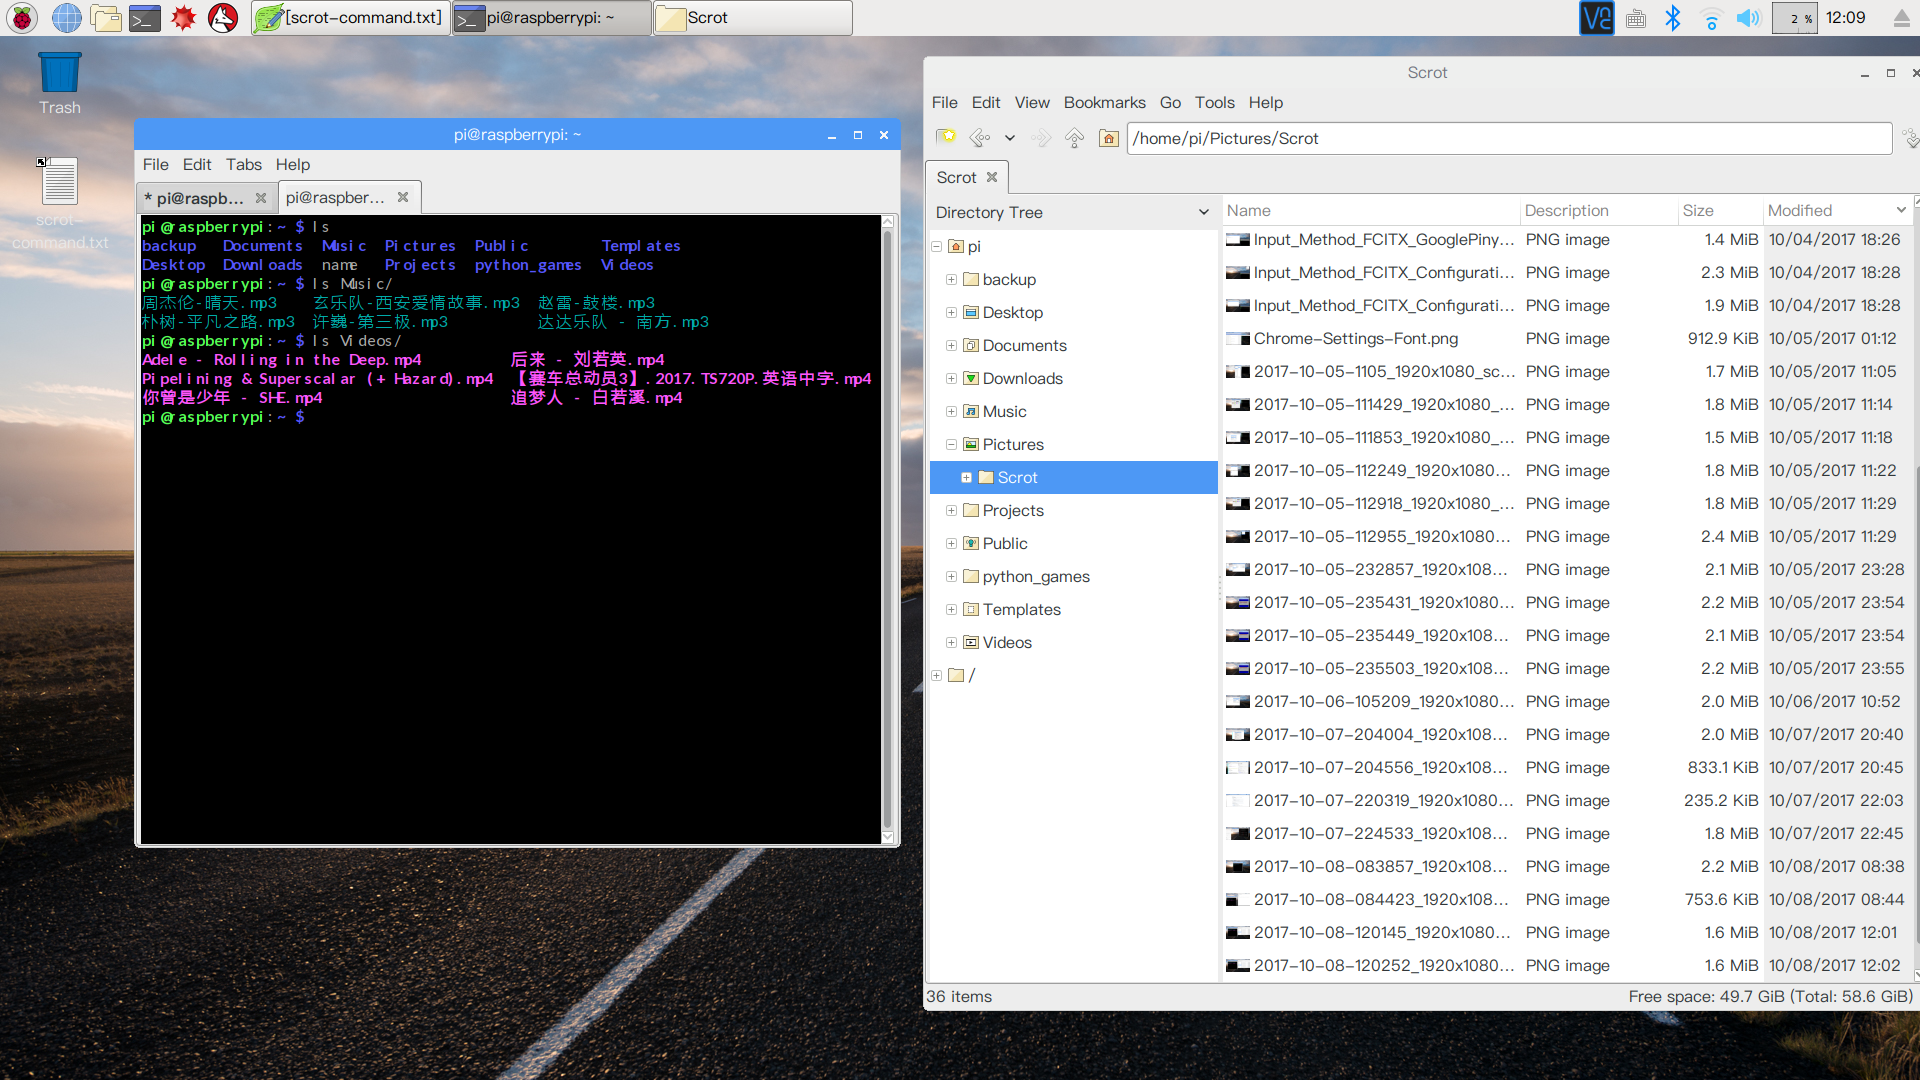 [scrot-command.txt]
pi@raspberrypi: ~
Scrot
2 %
12:09
Trash
scrot-
command.txt
pi@raspberrypi: ~
File Edit Tabs Help
* pi@raspb...
pi@raspber...
pi@raspberrypi:~ $ ls
backup Documents Music Pictures Public Templates
Desktop Downloads name Projects python_games Videos
pi@raspberrypi:~ $ ls Music/
周杰伦-晴天.mp3 玄乐队-西安爱情故事.mp3 赵雷-鼓楼.mp3
朴树-平凡之路.mp3 许巍-第三极.mp3 达达乐队 - 南方.mp3
pi@raspberrypi:~ $ ls Videos/
Adele - Rolling in the Deep.mp4 后来 - 刘若英.mp4
Pipelining & Superscalar (+ Hazard).mp4 【赛车总动员3】.2017.TS720P.英语中字.mp4
你曾是少年 - SHE.mp4 追梦人 - 白若溪.mp4
pi@raspberrypi:~ $
Scrot
File Edit View Bookmarks Go Tools Help
/home/pi/Pictures/Scrot
Scrot
Directory Tree
pi
backup
Desktop
Documents
Downloads
Music
Pictures
Scrot
Projects
Public
python_games
Templates
Videos
/
Name Description Size Modified
Input_Method_FCITX_GooglePiny... PNG image 1.4 MiB 10/04/2017 18:26
Input_Method_FCITX_Configurati... PNG image 2.3 MiB 10/04/2017 18:28
Input_Method_FCITX_Configurati... PNG image 1.9 MiB 10/04/2017 18:28
Chrome-Settings-Font.png PNG image 912.9 KiB 10/05/2017 01:12
2017-10-05-1105_1920x1080_sc... PNG image 1.7 MiB 10/05/2017 11:05
2017-10-05-111429_1920x1080_... PNG image 1.8 MiB 10/05/2017 11:14
2017-10-05-111853_1920x1080_... PNG image 1.5 MiB 10/05/2017 11:18
2017-10-05-112249_1920x1080... PNG image 1.8 MiB 10/05/2017 11:22
2017-10-05-112918_1920x1080_... PNG image 1.8 MiB 10/05/2017 11:29
2017-10-05-112955_1920x1080... PNG image 2.4 MiB 10/05/2017 11:29
2017-10-05-232857_1920x108... PNG image 2.1 MiB 10/05/2017 23:28
2017-10-05-235431_1920x1080... PNG image 2.2 MiB 10/05/2017 23:54
2017-10-05-235449_1920x108... PNG image 2.1 MiB 10/05/2017 23:54
2017-10-05-235503_1920x108... PNG image 2.2 MiB 10/05/2017 23:55
2017-10-06-105209_1920x1080... PNG image 2.0 MiB 10/06/2017 10:52
2017-10-07-204004_1920x108... PNG image 2.0 MiB 10/07/2017 20:40
2017-10-07-204556_1920x108... PNG image 833.1 KiB 10/07/2017 20:45
2017-10-07-220319_1920x1080... PNG image 235.2 KiB 10/07/2017 22:03
2017-10-07-224533_1920x108... PNG image 1.8 MiB 10/07/2017 22:45
2017-10-08-083857_1920x108... PNG image 2.2 MiB 10/08/2017 08:38
2017-10-08-084423_1920x108... PNG image 753.6 KiB 10/08/2017 08:44
2017-10-08-120145_1920x1080... PNG image 1.6 MiB 10/08/2017 12:01
2017-10-08-120252_1920x1080... PNG image 1.6 MiB 10/08/2017 12:02
36 items
Free space: 49.7 GiB (Total: 58.6 GiB)